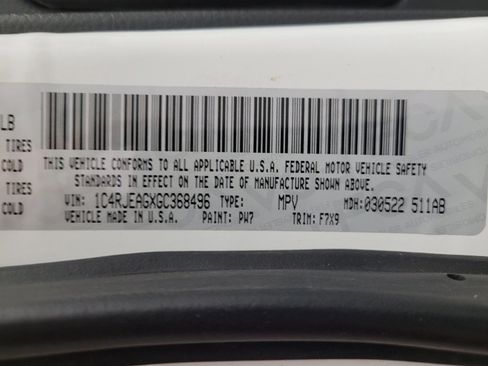 LB
TIRES
COLD
TIRES
COLD
THIS VEHICLE CONFORMS TO ALL APPLICABLE U.S.A. FEDERAL MOTOR VEHICLE SAFETY
STANDARDS IN EFFECT ON THE DATE OF MANUFACTURE SHOWN ABOVE.
VIN: 1C4RJEAGXGC368496 TYPE: MPV MDH: 030522 511AB
VEHICLE MADE IN U.S.A. PAINT: PW7 TRIM: F7X9